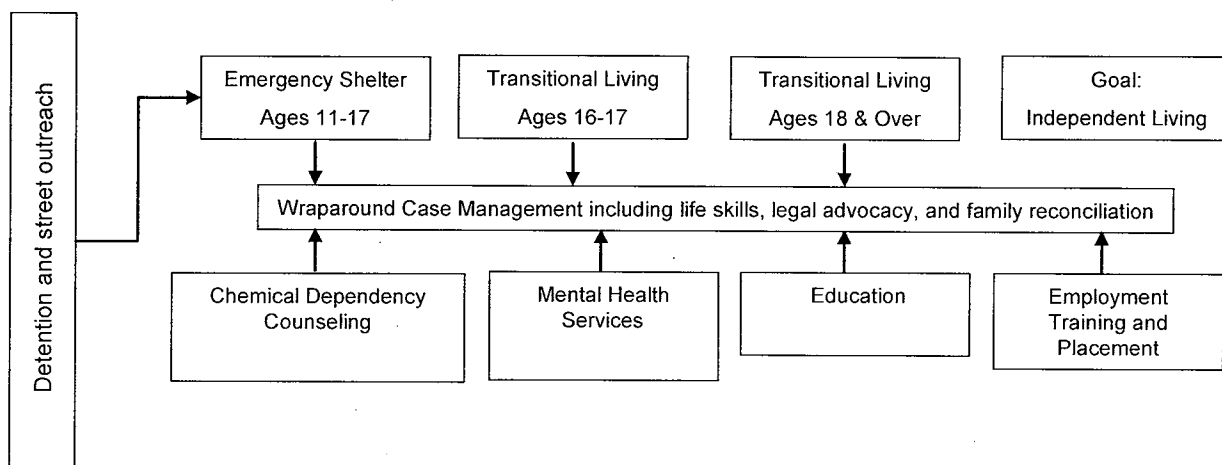 Detention and street outreach
Emergency Shelter
Ages 11-17
Transitional Living
Ages 16-17
Transitional Living
Ages 18 & Over
Goal:
Independent Living
Wraparound Case Management including life skills, legal advocacy, and family reconciliation
Chemical Dependency
Counseling
Mental Health
Services
Education
Employment
Training and
Placement